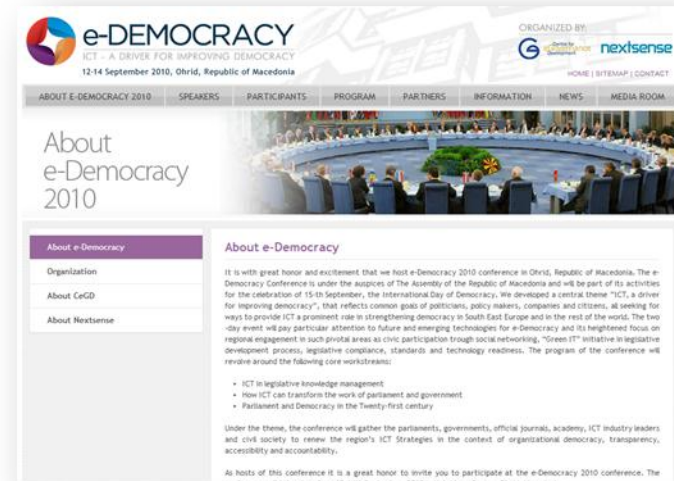 e-DEMOCRACY
ICT - A DRIVER FOR IMPROVING DEMOCRACY
12-14 September 2010, Ohrid, Republic of Macedonia
ORGANIZED BY:
nextsense
HOME | SITEMAP | CONTACT
ABOUT E-DEMOCRACY 2010 SPEAKERS PARTICIPANTS PROGRAM PARTNERS INFORMATION NEWS MEDIA ROOM
About
e-Democracy
2010
About e-Democracy
Organization
About CeGD
About Nextsense
About e-Democracy
It is with great honor and excitement that we host e-Democracy 2010 conference in Ohrid, Republic of Macedonia. The e-
Democracy Conference is under the auspices of The Assembly of the Republic of Macedonia and will be part of its activities
for the celebration of 15-th September, the International Day of Democracy. We developed a central theme "ICT, a driver
for improving democracy", that reflects common goals of politicians, policy makers, companies and citizens, all seeking for
ways to provide ICT a prominent role in strengthening democracy in South East Europe and in the rest of the world. The two
-day event will pay particular attention to future and emerging technologies for e-Democracy and its heightened focus on
regional engagement in such pivotal areas as civic participation trough social networking, "Green IT" initiative in legislative
development process, legislative compliance, standards and technology readiness. The program of the conference will
revolve around the following core workstreams:
• ICT in legislative knowledge management
• How ICT can transform the work of parliament and government
• Parliament and Democracy in the Twenty-first century
Under the theme, the conference will gather the parliaments, governments, official journals, academy, ICT industry leaders
and civil society to renew the region's ICT Strategies in the context of organizational democracy, transparency,
accessibility and accountability.
As hosts of this conference it is a great honor to invite you to participate at the e-Democracy 2010 conference. The